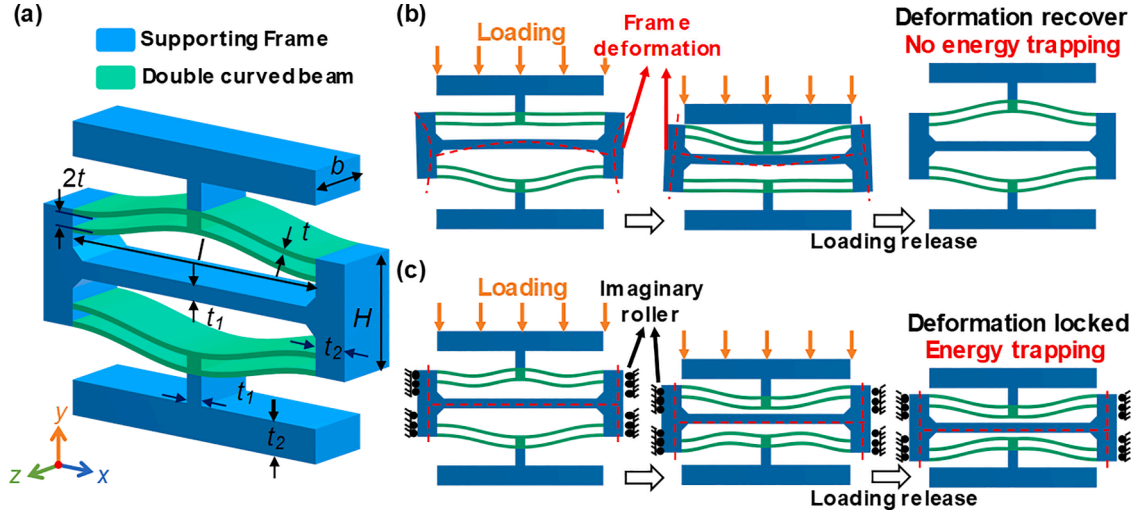 (a)
Supporting Frame
Double curved beam
b
2t
l
t
t1
H
t2
t1
t2
y
z
x
(b)
Loading
Frame
deformation
Deformation recover
No energy trapping
Loading release
(c)
Loading
Imaginary
roller
Deformation locked
Energy trapping
Loading release